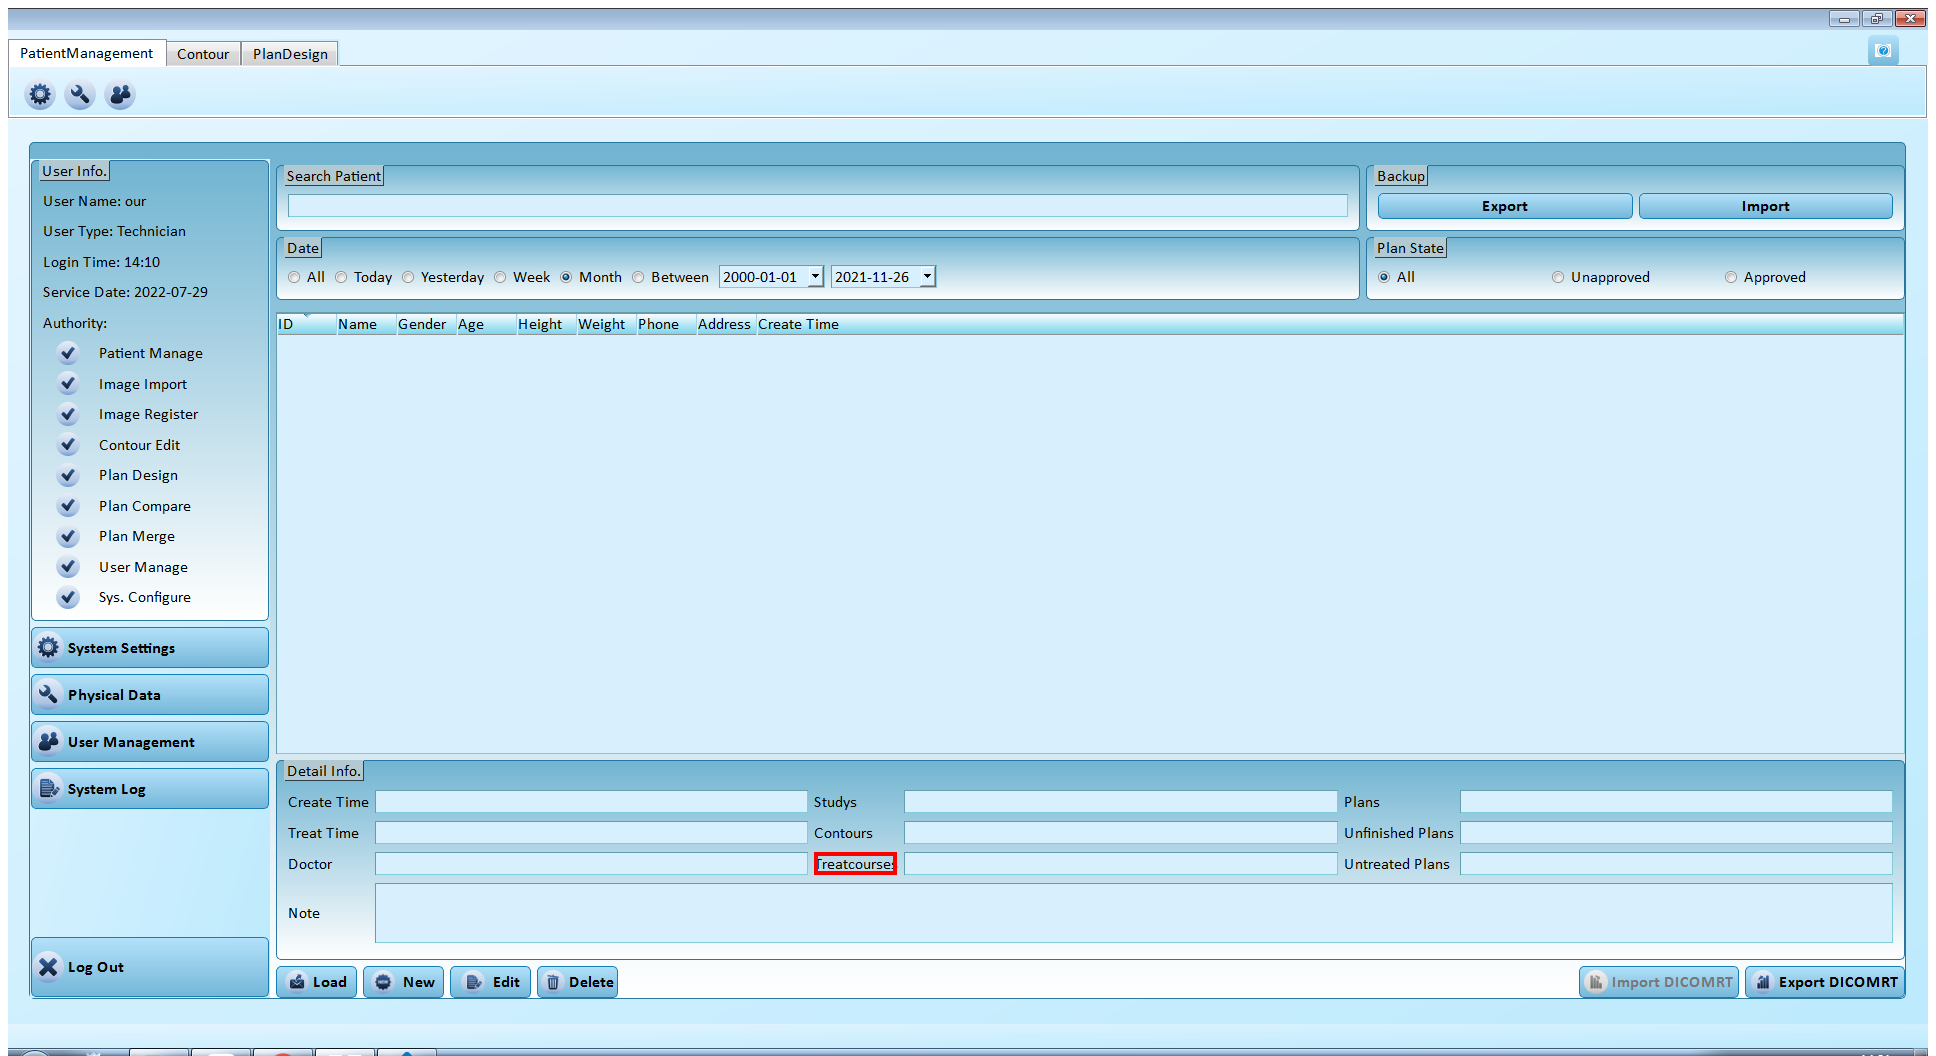 PatientManagement Contour PlanDesign
User Info.
User Name: our
User Type: Technician
Login Time: 14:10
Service Date: 2022-07-29
Authority:
Patient Manage
Image Import
Image Register
Contour Edit
Plan Design
Plan Compare
Plan Merge
User Manage
Sys. Configure
System Settings
Physical Data
User Management
System Log
Log Out
Search Patient
Backup
Export Import
Date
All Today Yesterday Week Month Between 2000-01-01 2021-11-26
Plan State
All Unapproved Approved
ID Name Gender Age Height Weight Phone Address Create Time
Detail Info.
Create Time Studys Plans
Treat Time Contours Unfinished Plans
Doctor Treatcourses Untreated Plans
Note
Load New Edit Delete Import DICOMRT Export DICOMRT